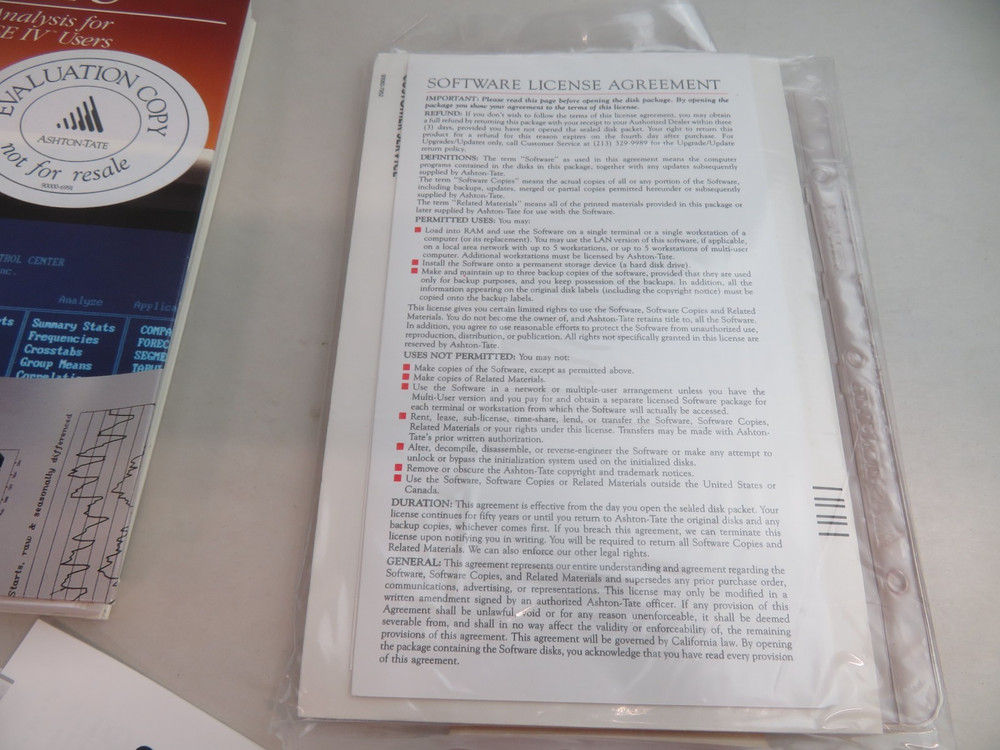 Analysis for
E IV™ Users
EVALUATION COPY
ASHTON-TATE
not for resale
TROL CENTER
Analyze
Summary Stats
Frequencies
Crosstabs
Group Means
Starts, raw & seasonally differenced
CUSTOMER SERVICE
SOFTWARE LICENSE AGREEMENT
IMPORTANT: Please read this page before opening the disk package. By opening the
package you show your agreement to the terms of this license.
REFUND: If you don't wish to follow the terms of this license agreement, you may obtain
a full refund by returning this package with your receipt to your Authorized Dealer within three
(3) days, provided you have not opened the sealed disk packet. Your right to return this
product for a refund for this reason expires on the fourth day after purchase. For
Upgrades/Updates only, call Customer Service at (213) 329-9989 for the Upgrade/Update
return policy.
DEFINITIONS: The term "Software" as used in this agreement means the computer
programs contained in the disks in this package, together with any updates subsequently
supplied by Ashton-Tate.
The term "Software Copies" means the actual copies of all or any portion of the Software,
including backups, updates, merged or partial copies permitted hereunder or subsequently
supplied by Ashton-Tate.
The term "Related Materials" means all of the printed materials provided in this package or
later supplied by Ashton-Tate for use with the Software.
PERMITTED USES: You may:
Load into RAM and use the Software on a single terminal or a single workstation of a
computer (or its replacement). You may use the LAN version of this software, if applicable,
on a local area network with up to 5 workstations, or up to 5 workstations of multi-user
computer. Additional workstations must be licensed by Ashton-Tate.
Install the Software onto a permanent storage device (a hard disk drive).
Make and maintain up to three backup copies of the software, provided that they are used
only for backup purposes, and you keep possession of the backups. In addition, all the
information appearing on the original disk labels (including the copyright notice) must be
copied onto the backup labels.
This license gives you certain limited rights to use the Software, Software Copies and Related
Materials. You do not become the owner of, and Ashton-Tate retains title to, all the Software.
In addition, you agree to use reasonable efforts to protect the Software from unauthorized use,
reproduction, distribution, or publication. All rights not specifically granted in this license are
reserved by Ashton-Tate.
USES NOT PERMITTED: You may not:
Make copies of the Software, except as permitted above.
Make copies of Related Materials.
Use the Software in a network or multiple-user arrangement unless you have the
Multi-User version and you pay for and obtain a separate licensed Software package for
each terminal or workstation from which the Software will actually be accessed.
Rent, lease, sub-license, time-share, lend, or transfer the Software, Software Copies,
Related Materials or your rights under this license. Transfers may be made with Ashton-
Tate's prior written authorization.
Alter, decompile, disassemble, or reverse-engineer the Software or make any attempt to
unlock or bypass the initialization system used on the initialized disks.
Remove or obscure the Ashton-Tate copyright and trademark notices.
Use the Software, Software Copies or Related Materials outside the United States or
Canada.
DURATION: This agreement is effective from the day you open the sealed disk packet. Your
license continues for fifty years or until you return to Ashton-Tate the original disks and any
backup copies, whichever comes first. If you breach this agreement, we can terminate this
license upon notifying you in writing. You will be required to return all Software Copies and
Related Materials. We can also enforce our other legal rights.
GENERAL: This agreement represents our entire understanding and agreement regarding the
Software, Software Copies, and Related Materials and supersedes any prior purchase order,
communications, advertising, or representations. This license may only be modified in a
written amendment signed by an authorized Ashton-Tate officer. If any provision of this
Agreement shall be unlawful, void or for any reason unenforceable, it shall be deemed
severable from, and shall in no way affect the validity or enforceability of, the remaining
provisions of this agreement. This agreement will be governed by California law. By opening
the package containing the Software disks, you acknowledge that you have read every provision
of this agreement.